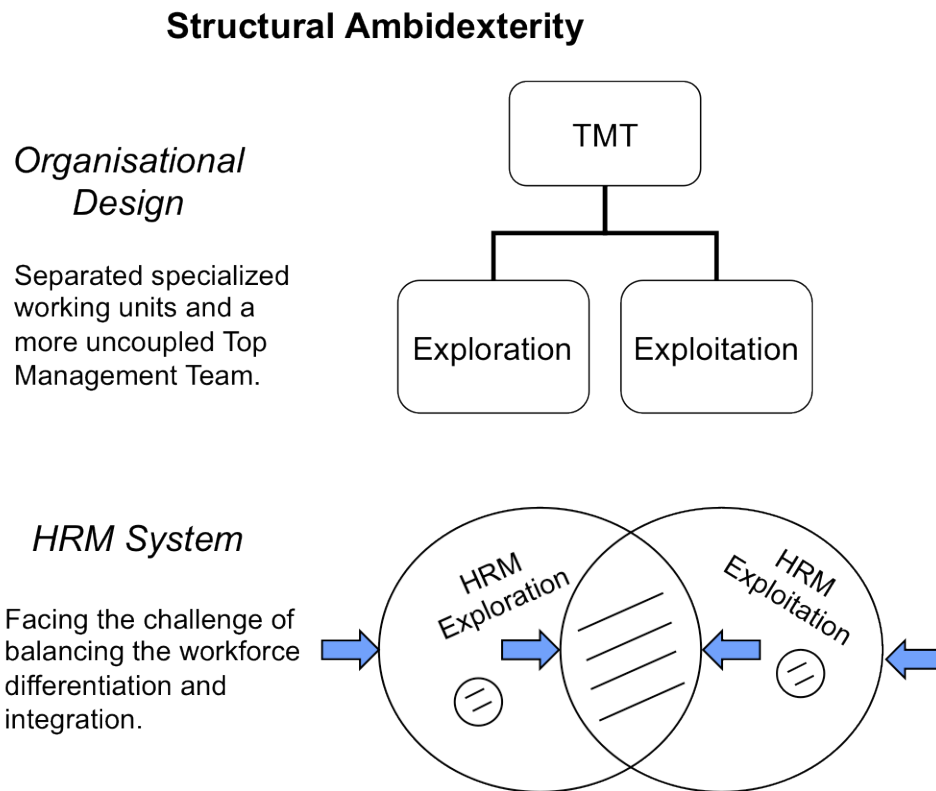 Structural Ambidexterity
TMT
Organisational
Design
Separated specialized
working units and a
more uncoupled Top
Management Team.
Exploration
Exploitation
HRM System
Facing the challenge of
balancing the workforce
differentiation and
integration.
HRM
Exploration
HRM
Exploitation